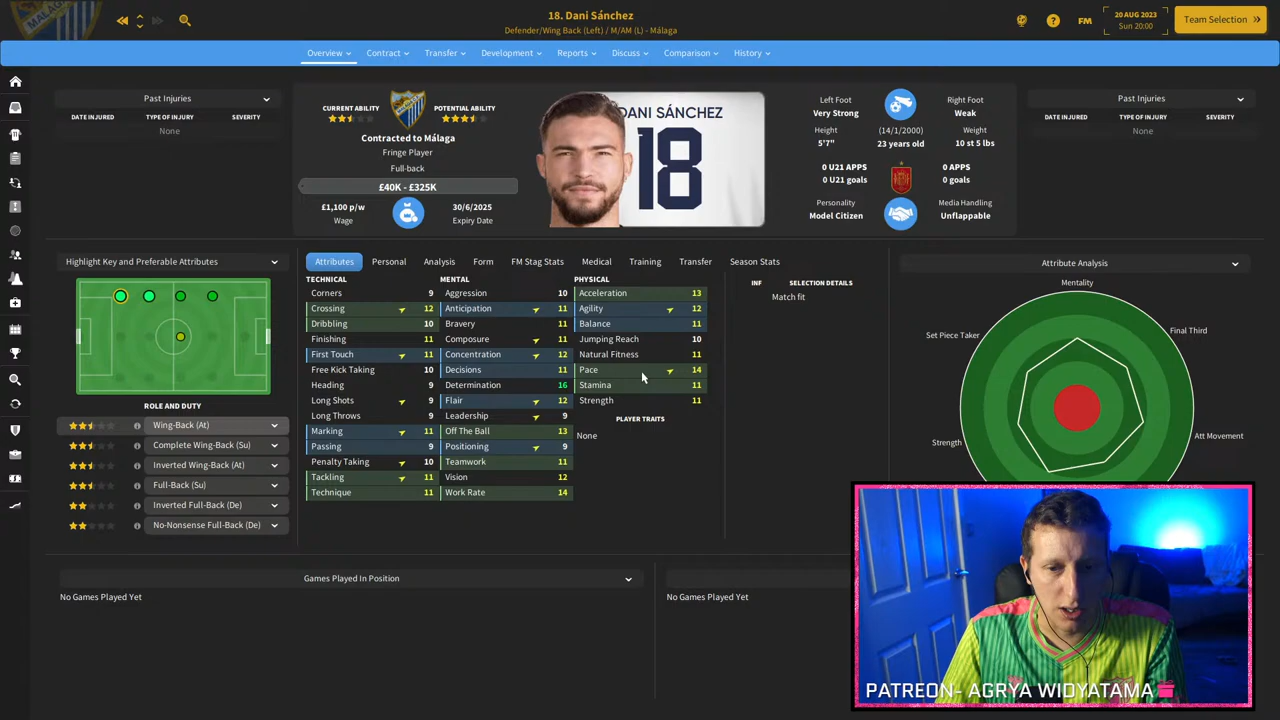 18. Dani Sánchez
Defender/Wing Back (Left) / M/AM (L) - Málaga
FM
20 AUG 2023
Sun 20:00
Team Selection
Overview
Contract
Transfer
Development
Reports
Discuss
Comparison
History
Past Injuries
DATE INJURED TYPE OF INJURY SEVERITY
None
CURRENT ABILITY
POTENTIAL ABILITY
Contracted to Málaga
Fringe Player
Full-back
£40K - £325K
£1,100 p/w
Wage
30/6/2025
Expiry Date
DANI SÁNCHEZ
18
Left Foot
Very Strong
Right Foot
Weak
Height
5'7"
(14/1/2000)
23 years old
Weight
10 st 5 lbs
0 U21 APPS
0 U21 goals
0 APPS
0 goals
Personality
Model Citizen
Media Handling
Unflappable
Past Injuries
DATE INJURED TYPE OF INJURY SEVERITY
None
Highlight Key and Preferable Attributes
ROLE AND DUTY
Wing-Back (At)
Complete Wing-Back (Su)
Inverted Wing-Back (At)
Full-Back (Su)
Inverted Full-Back (De)
No-Nonsense Full-Back (De)
Attributes
Personal
Analysis
Form
FM Stag Stats
Medical
Training
Transfer
Season Stats
TECHNICAL
Corners 9
Crossing 12
Dribbling 10
Finishing 11
First Touch 11
Free Kick Taking 10
Heading 9
Long Shots 9
Long Throws 9
Marking 11
Passing 9
Penalty Taking 10
Tackling 11
Technique 11
MENTAL
Aggression 10
Anticipation 11
Bravery 11
Composure 11
Concentration 12
Decisions 11
Determination 16
Flair 12
Leadership 9
Off The Ball 13
Positioning 9
Teamwork 11
Vision 12
Work Rate 14
PHYSICAL
Acceleration 13
Agility 12
Balance 11
Jumping Reach 10
Natural Fitness 11
Pace 14
Stamina 11
Strength 11
PLAYER TRAITS
None
INF SELECTION DETAILS
Match fit
Attribute Analysis
Mentality
Set Piece Taker
Final Third
Strength
Att Movement
Games Played In Position
No Games Played Yet
No Games Played Yet
PATREON- AGRYA WIDYATAMA